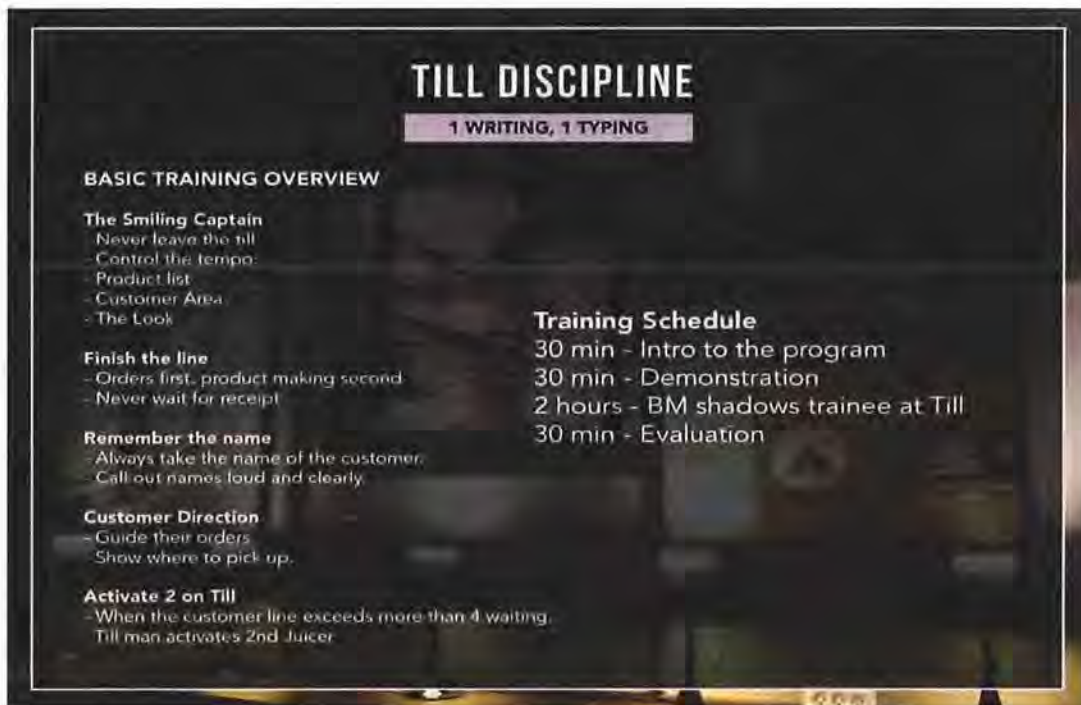 TILL DISCIPLINE
1 WRITING, 1 TYPING
BASIC TRAINING OVERVIEW
The Smiling Captain
- Never leave the till
- Control the tempo
- Product list
- Customer Area
- The Look
Finish the line
- Orders first, product making second
- Never wait for receipt
Remember the name
- Always take the name of the customer.
- Call out names loud and clearly.
Customer Direction
- Guide their orders
Show where to pick up.
Activate 2 on Till
- When the customer line exceeds more than 4 waiting.
Till man activates 2nd Juicer
Training Schedule
30 min - Intro to the program
30 min - Demonstration
2 hours - BM shadows trainee at Till
30 min - Evaluation